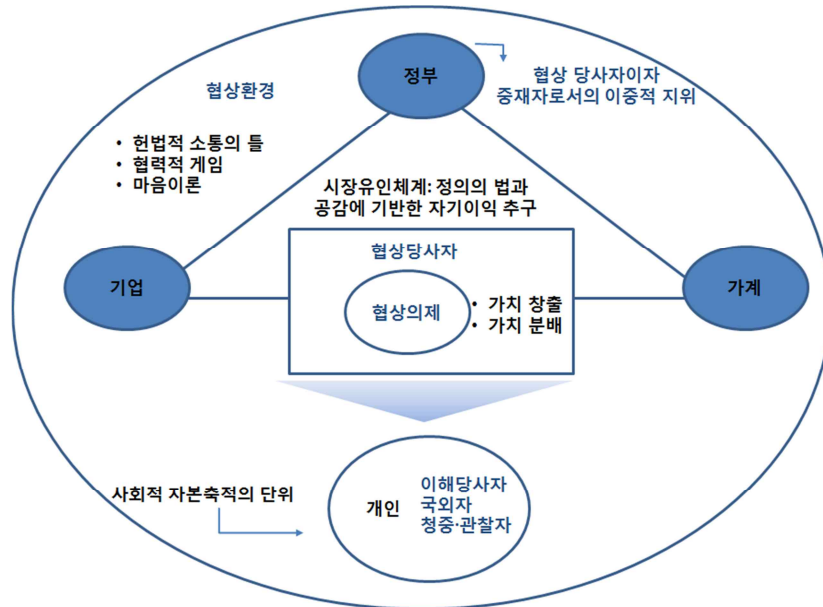 정부
협상 당사자이자
중재자로서의 이중적 지위
협상환경
• 헌법적 소통의 틀
• 협력적 게임
• 마음이론
시장유인체계: 정의의 법과
공감에 기반한 자기이익 추구
기업
협상당사자
협상의제
• 가치 창출
• 가치 분배
가계
사회적 자본축적의 단위
개인
이해당사자
국외자
청중·관찰자